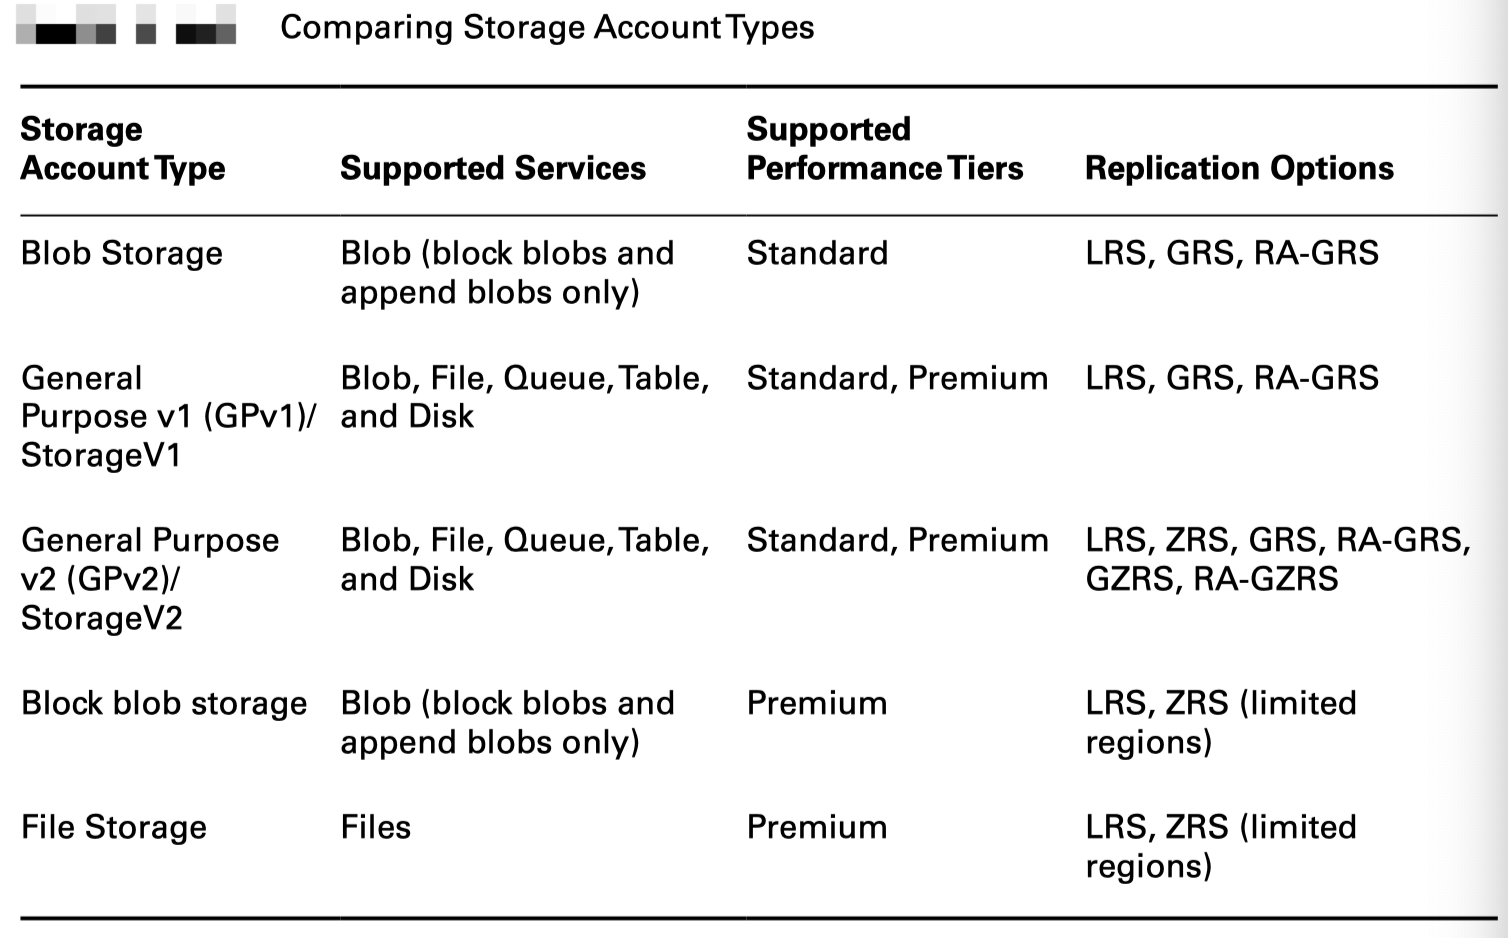 Comparing Storage Account Types
Storage
Account Type
Supported Services
Supported
Performance Tiers
Replication Options
Blob Storage
Blob (block blobs and
append blobs only)
Standard
LRS, GRS, RA-GRS
General
Purpose v1 (GPv1)/
StorageV1
Blob, File, Queue, Table,
and Disk
Standard, Premium
LRS, GRS, RA-GRS
General Purpose
v2 (GPv2)/
StorageV2
Blob, File, Queue, Table,
and Disk
Standard, Premium
LRS, ZRS, GRS, RA-GRS,
GZRS, RA-GZRS
Block blob storage
Blob (block blobs and
append blobs only)
Premium
LRS, ZRS (limited
regions)
File Storage
Files
Premium
LRS, ZRS (limited
regions)